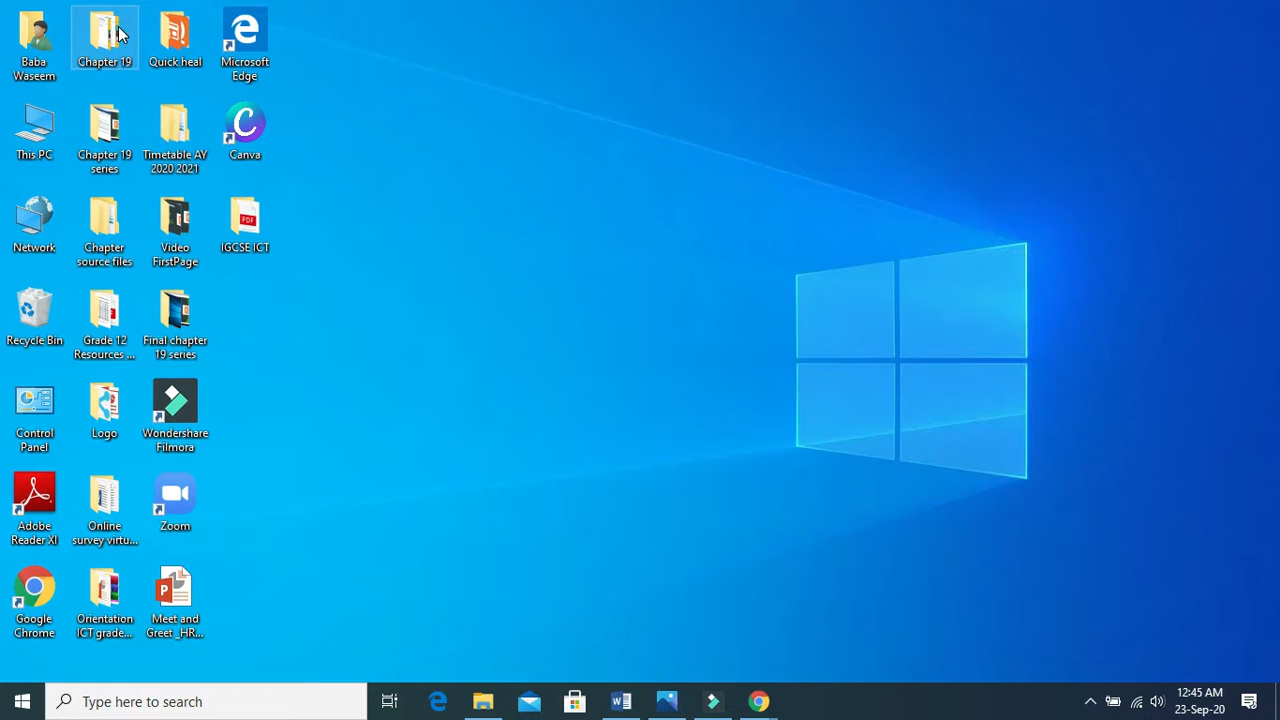 Baba
Waseem
Chapter 19
Quick heal
Microsoft
Edge
This PC
Chapter 19
series
Timetable AY
2020 2021
Canva
Network
Chapter
source files
Video
FirstPage
PDF
IGCSE ICT
Recycle Bin
Grade 12
Resources ...
Final chapter
19 series
Control
Panel
Logo
Wondershare
Filmora
Adobe
Reader XI
Online
survey virtu...
Zoom
Google
Chrome
Orientation
ICT grade...
Meet and
Greet _HR...
Type here to search
12:45 AM
23-Sep-20